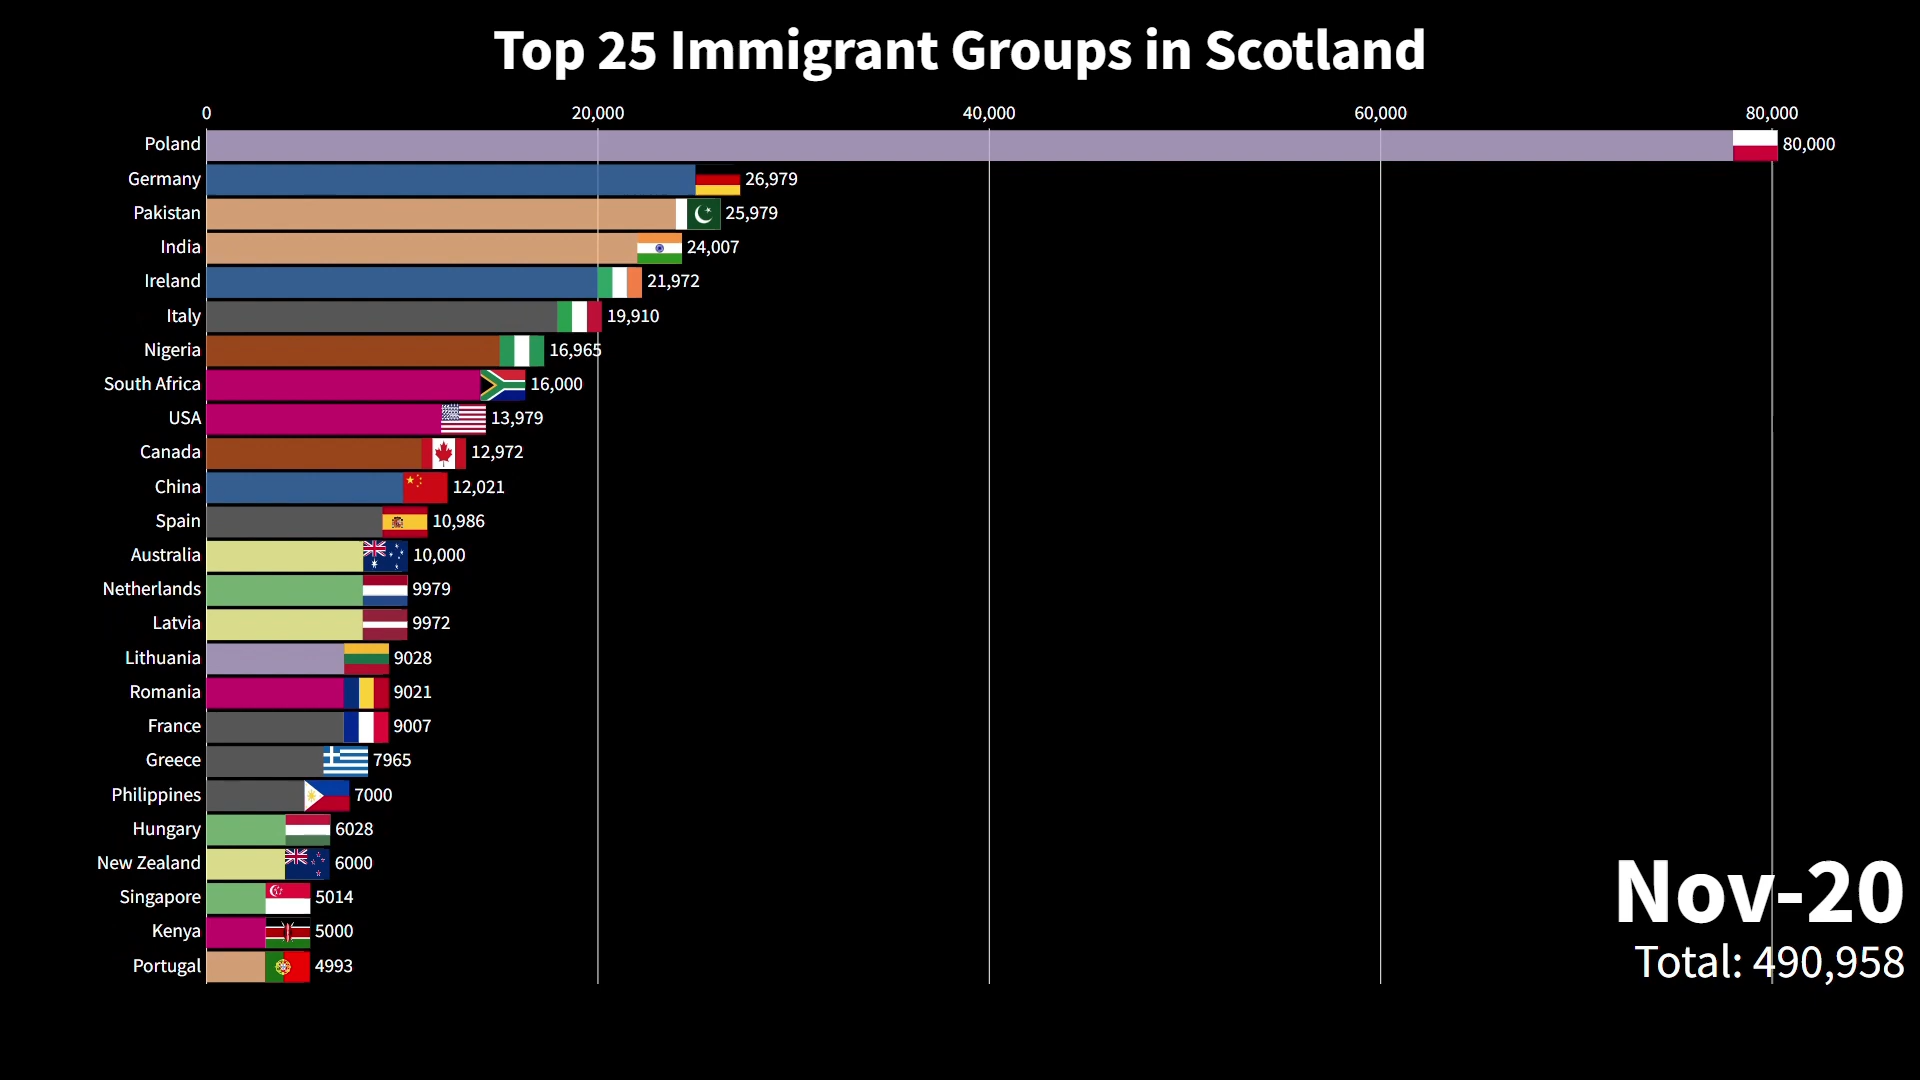 Top 25 Immigrant Groups in Scotland
0 20,000 40,000 60,000 80,000
Poland 80,000
Germany 26,979
Pakistan 25,979
India 24,007
Ireland 21,972
Italy 19,910
Nigeria 16,965
South Africa 16,000
USA 13,979
Canada 12,972
China 12,021
Spain 10,986
Australia 10,000
Netherlands 9979
Latvia 9972
Lithuania 9028
Romania 9021
France 9007
Greece 7965
Philippines 7000
Hungary 6028
New Zealand 6000
Singapore 5014
Kenya 5000
Portugal 4993
Nov-20
Total: 490,958